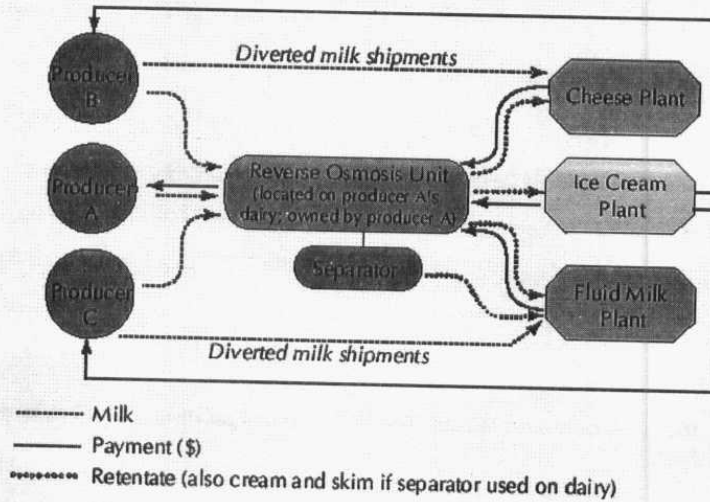 Diverted milk shipments
Producer
B
Cheese Plant
Producer
A
Reverse Osmosis Unit
(located on producer A's
dairy; owned by producer A)
Ice Cream
Plant
Separator
Producer
C
Fluid Milk
Plant
Diverted milk shipments
Milk
Payment ($)
Retentate (also cream and skim if separator used on dairy)